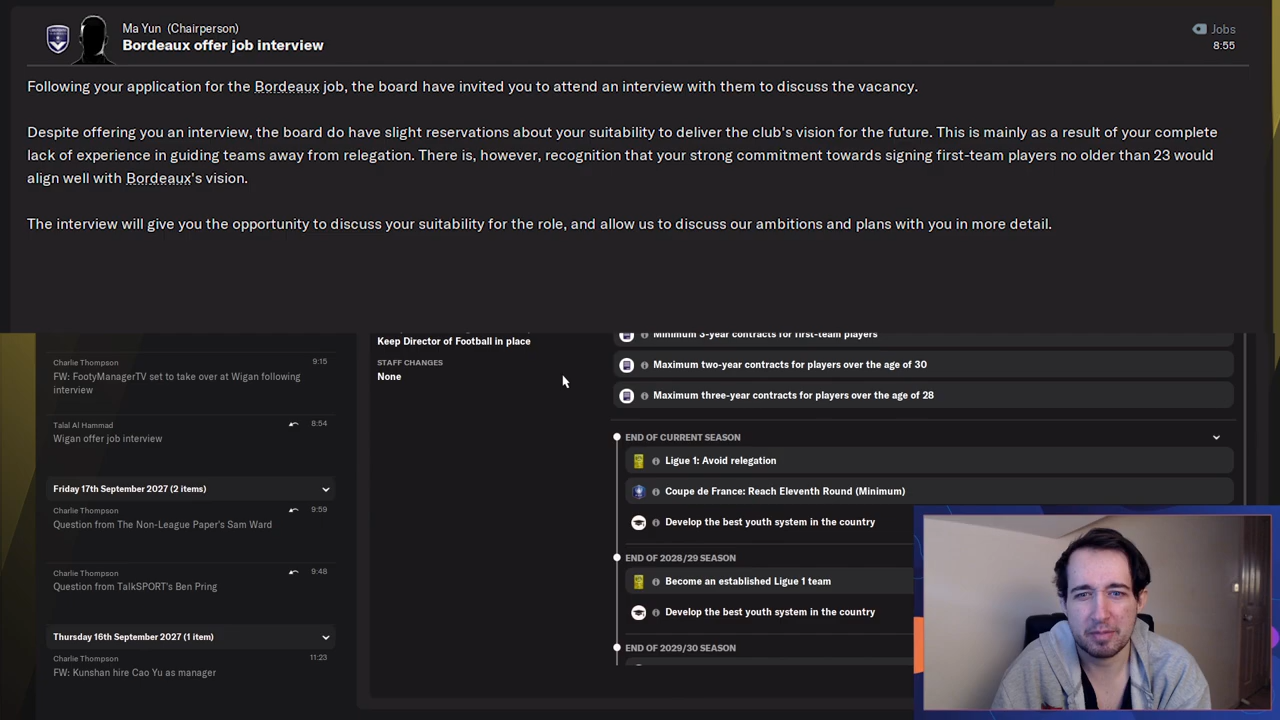 Ma Yun (Chairperson)
Bordeaux offer job interview
Jobs
8:55
Following your application for the Bordeaux job, the board have invited you to attend an interview with them to discuss the vacancy.
Despite offering you an interview, the board do have slight reservations about your suitability to deliver the club's vision for the future. This is mainly as a result of your complete
lack of experience in guiding teams away from relegation. There is, however, recognition that your strong commitment towards signing first-team players no older than 23 would
align well with Bordeaux's vision.
The interview will give you the opportunity to discuss your suitability for the role, and allow us to discuss our ambitions and plans with you in more detail.
Charlie Thompson
9:15
FW: FootyManagerTV set to take over at Wigan following
interview
Talal Al Hammad
8:54
Wigan offer job interview
Friday 17th September 2027 (2 items)
Charlie Thompson
9:59
Question from The Non-League Paper's Sam Ward
Charlie Thompson
9:48
Question from TalkSPORT's Ben Pring
Thursday 16th September 2027 (1 item)
Charlie Thompson
11:23
FW: Kunshan hire Cao Yu as manager
Keep Director of Football in place
STAFF CHANGES
None
Minimum 3-year contracts for first-team players
Maximum two-year contracts for players over the age of 30
Maximum three-year contracts for players over the age of 28
END OF CURRENT SEASON
Ligue 1: Avoid relegation
Coupe de France: Reach Eleventh Round (Minimum)
Develop the best youth system in the country
END OF 2028/29 SEASON
Become an established Ligue 1 team
Develop the best youth system in the country
END OF 2029/30 SEASON